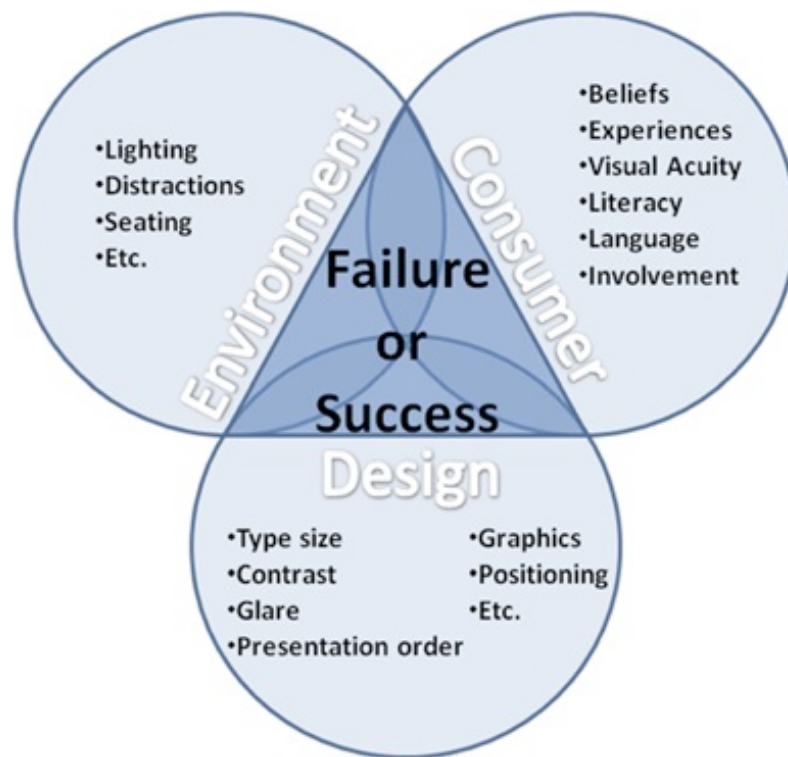 •Lighting
•Distractions
•Seating
•Etc.
Environment
•Beliefs
•Experiences
•Visual Acuity
•Literacy
•Language
•Involvement
Consumer
Failure
or
Success
Design
•Type size
•Contrast
•Glare
•Presentation order
•Graphics
•Positioning
•Etc.